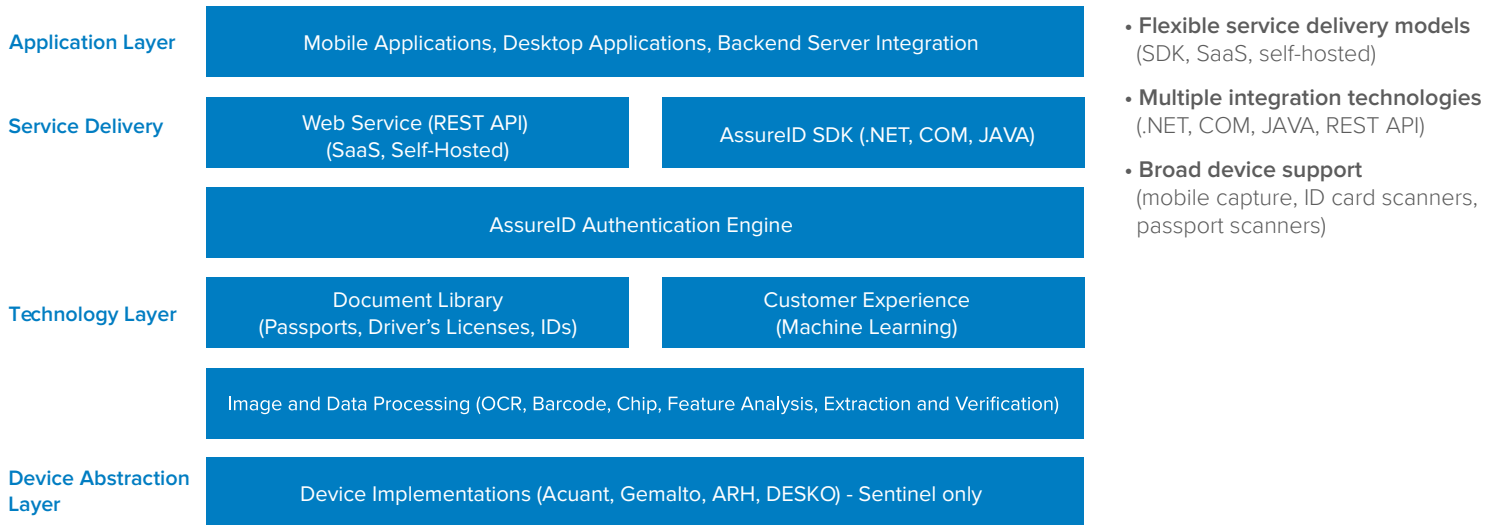 Application Layer
Mobile Applications, Desktop Applications, Backend Server Integration
Service Delivery
Web Service (REST API)
(SaaS, Self-Hosted)
AssureID SDK (.NET, COM, JAVA)
AssureID Authentication Engine
Technology Layer
Document Library
(Passports, Driver’s Licenses, IDs)
Customer Experience
(Machine Learning)
Image and Data Processing (OCR, Barcode, Chip, Feature Analysis, Extraction and Verification)
Device Abstraction
Layer
Device Implementations (Acuant, Gemalto, ARH, DESKO) - Sentinel only
• Flexible service delivery models
(SDK, SaaS, self-hosted)
• Multiple integration technologies
(.NET, COM, JAVA, REST API)
• Broad device support
(mobile capture, ID card scanners,
passport scanners)